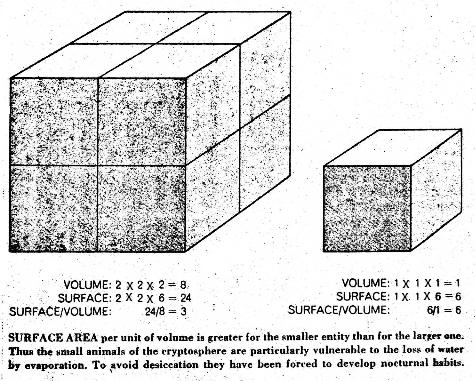 VOLUME: 2 X 2 X 2 = 8
SURFACE: 2 X 2 X 6 = 24
SURFACE/VOLUME: 24/8 = 3
VOLUME: 1 X 1 X 1 = 1
SURFACE: 1 X 1 X 6 = 6
SURFACE/VOLUME: 6/1 = 6
SURFACE AREA per unit of volume is greater for the smaller entity than for the larger one.
Thus the small animals of the cryptosphere are particularly vulnerable to the loss of water
by evaporation. To avoid desiccation they have been forced to develop nocturnal habits.